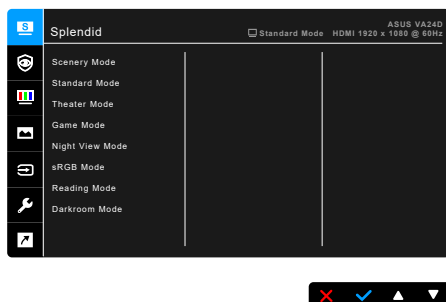 S
Splendid
Standard Mode
ASUS VA24D
HDMI 1920 x 1080 @ 60Hz
Scenery Mode
Standard Mode
Theater Mode
Game Mode
Night View Mode
sRGB Mode
Reading Mode
Darkroom Mode